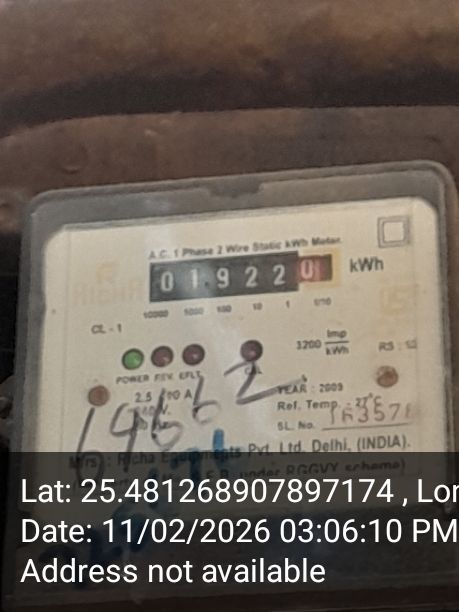 A.C. 1 Phase 2 Wire Static kWh Meter.
0 1 9 2 2 0 kWh
10000 1000 100 10 1 1/10
CL - 1
3200 Imp/kWh
POWER REV. EFLT. CAL
YEAR : 2009
Ref. Temp. : 27°C
SL. No.
14662
Pvt. Ltd. Delhi, (INDIA).
under RGGVY scheme)
Lat: 25.481268907897174 , Lon
Date: 11/02/2026 03:06:10 PM
Address not available